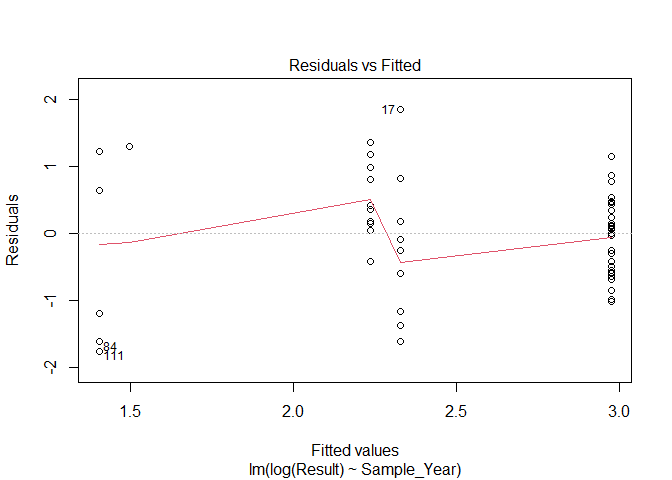 Residuals vs Fitted
2
1
0
-1
-2
Residuals
17
84
111
1.5 2.0 2.5 3.0
Fitted values
lm(log(Result) ~ Sample_Year)